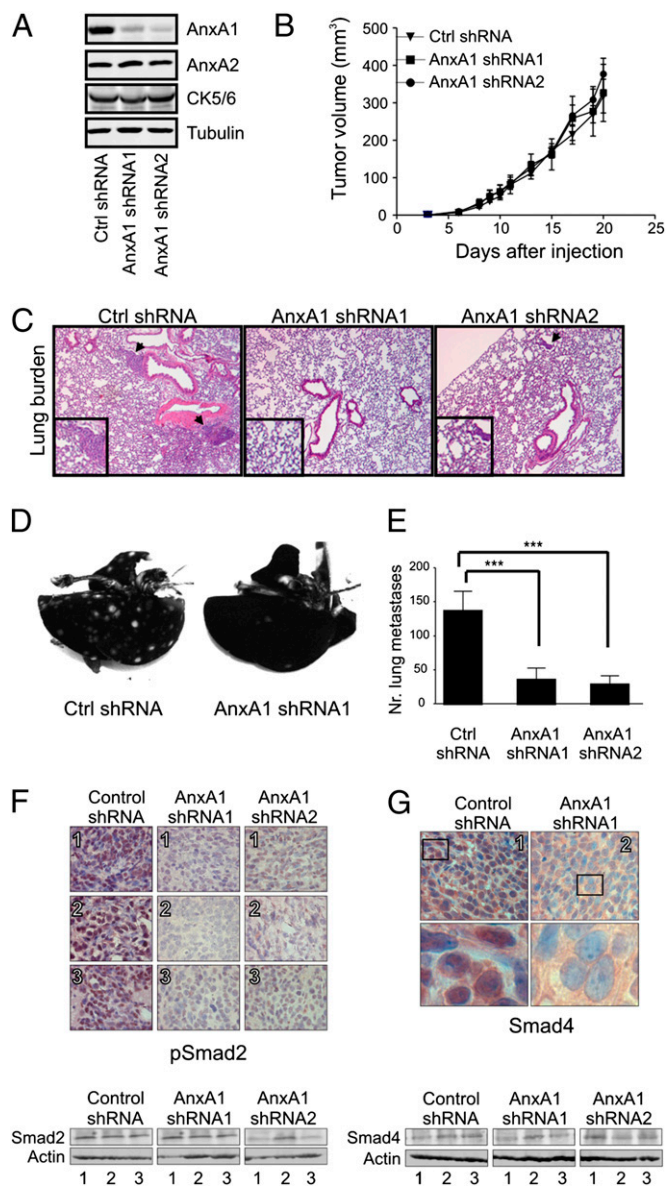 A
AnxA1
AnxA2
CK5/6
Tubulin
Ctrl shRNA
AnxA1 shRNA1
AnxA1 shRNA2
B
Tumor volume (mm³)
500
400
300
200
100
0
0 5 10 15 20 25
Days after injection
Ctrl shRNA
AnxA1 shRNA1
AnxA1 shRNA2
C
Ctrl shRNA AnxA1 shRNA1 AnxA1 shRNA2
Lung burden
D
Ctrl shRNA AnxA1 shRNA1
E
Nr. lung metastases
200
150
100
50
0
***
***
Ctrl AnxA1 AnxA1
shRNA shRNA1 shRNA2
F
Control AnxA1 AnxA1
shRNA shRNA1 shRNA2
1 1 1
2 2 2
3 3 3
pSmad2
Control AnxA1 AnxA1
shRNA shRNA1 shRNA2
Smad2
Actin
1 2 3 1 2 3 1 2 3
G
Control AnxA1
shRNA shRNA1
1 2
Smad4
Control AnxA1 AnxA1
shRNA shRNA1 shRNA2
Smad4
Actin
1 2 3 1 2 3 1 2 3